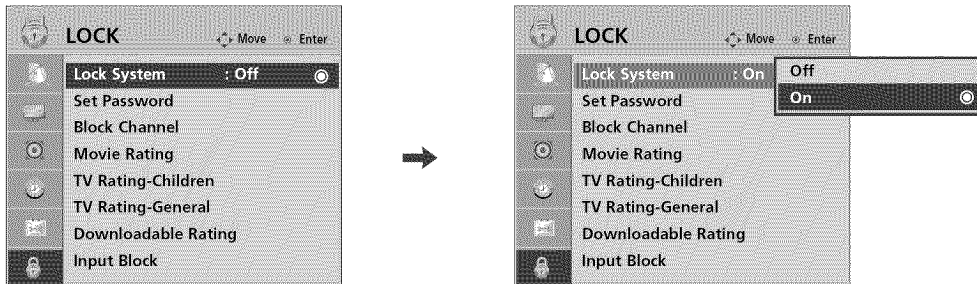 LOCK
Move Enter
Lock System : Off
Set Password
Block Channel
Movie Rating
TV Rating-Children
TV Rating-General
Downloadable Rating
Input Block
LOCK
Move Enter
Lock System : On
Off
On
Set Password
Block Channel
Movie Rating
TV Rating-Children
TV Rating-General
Downloadable Rating
Input Block